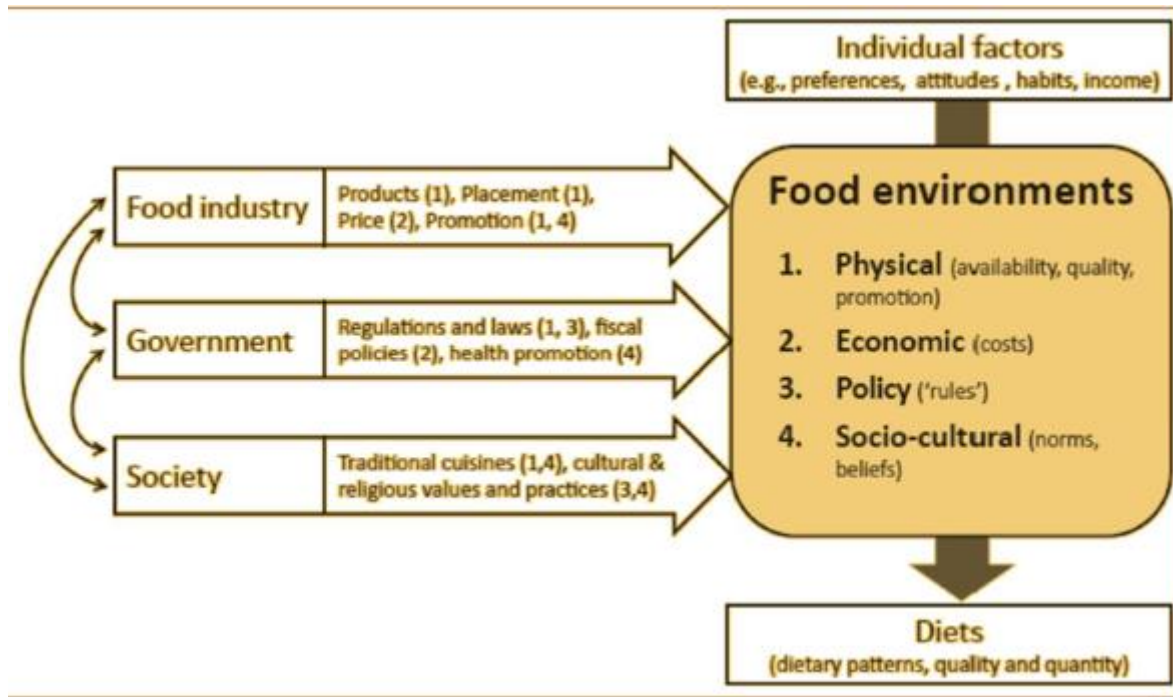 Individual factors
(e.g., preferences, attitudes , habits, income)
Food industry
Products (1), Placement (1),
Price (2), Promotion (1, 4)
Government
Regulations and laws (1, 3), fiscal
policies (2), health promotion (4)
Society
Traditional cuisines (1,4), cultural &
religious values and practices (3,4)
Food environments
1. Physical (availability, quality,
promotion)
2. Economic (costs)
3. Policy (‘rules’)
4. Socio-cultural (norms,
beliefs)
Diets
(dietary patterns, quality and quantity)